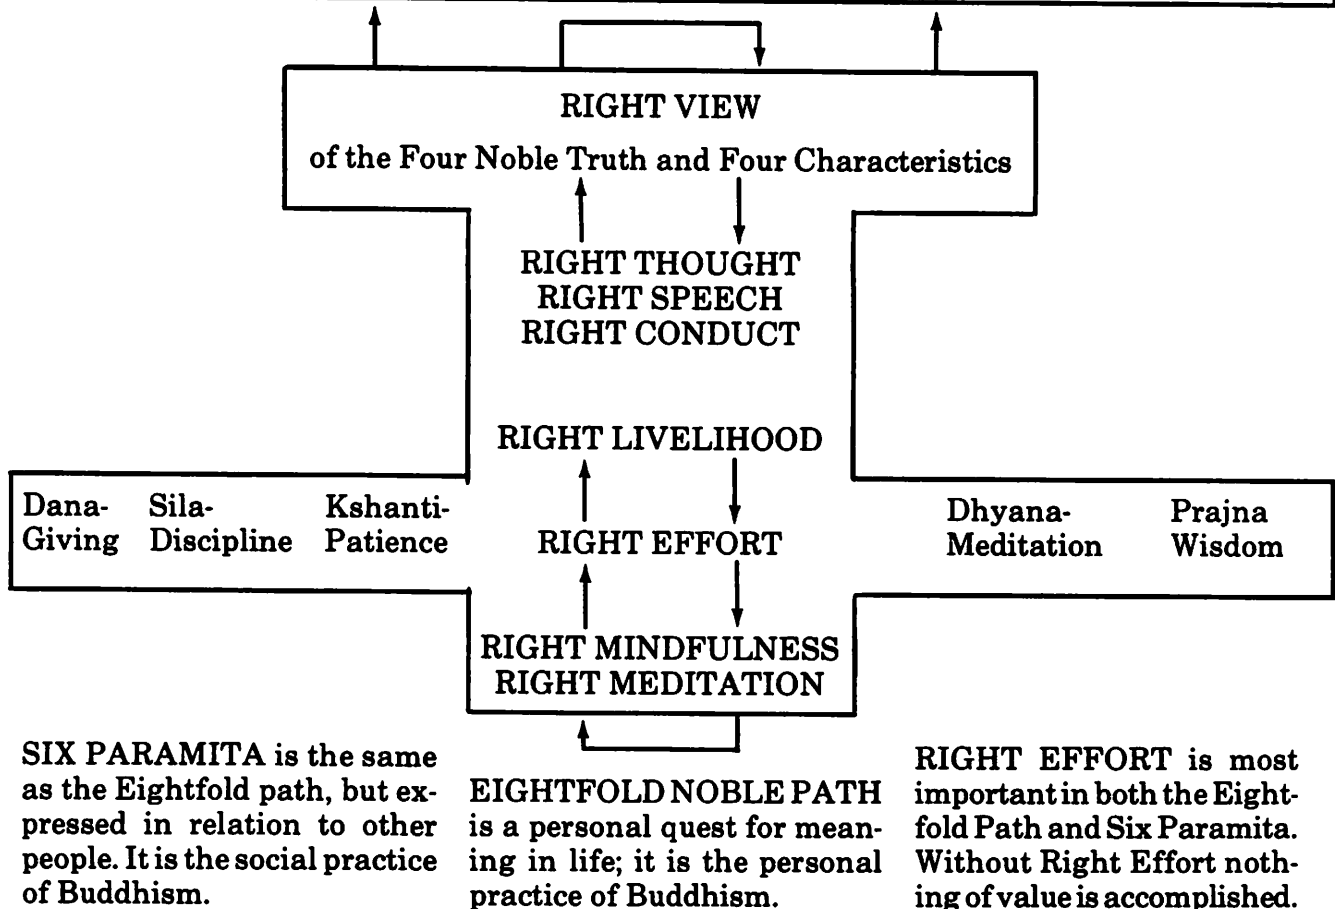 RIGHT VIEW
of the Four Noble Truth and Four Characteristics
RIGHT THOUGHT
RIGHT SPEECH
RIGHT CONDUCT
RIGHT LIVELIHOOD
Dana-
Giving
Sila-
Discipline
Kshanti-
Patience
RIGHT EFFORT
Dhyana-
Meditation
Prajna
Wisdom
RIGHT MINDFULNESS
RIGHT MEDITATION
SIX PARAMITA is the same
as the Eightfold path, but ex-
pressed in relation to other
people. It is the social practice
of Buddhism.
EIGHTFOLD NOBLE PATH
is a personal quest for mean-
ing in life; it is the personal
practice of Buddhism.
RIGHT EFFORT is most
important in both the Eight-
fold Path and Six Paramita.
Without Right Effort noth-
ing of value is accomplished.